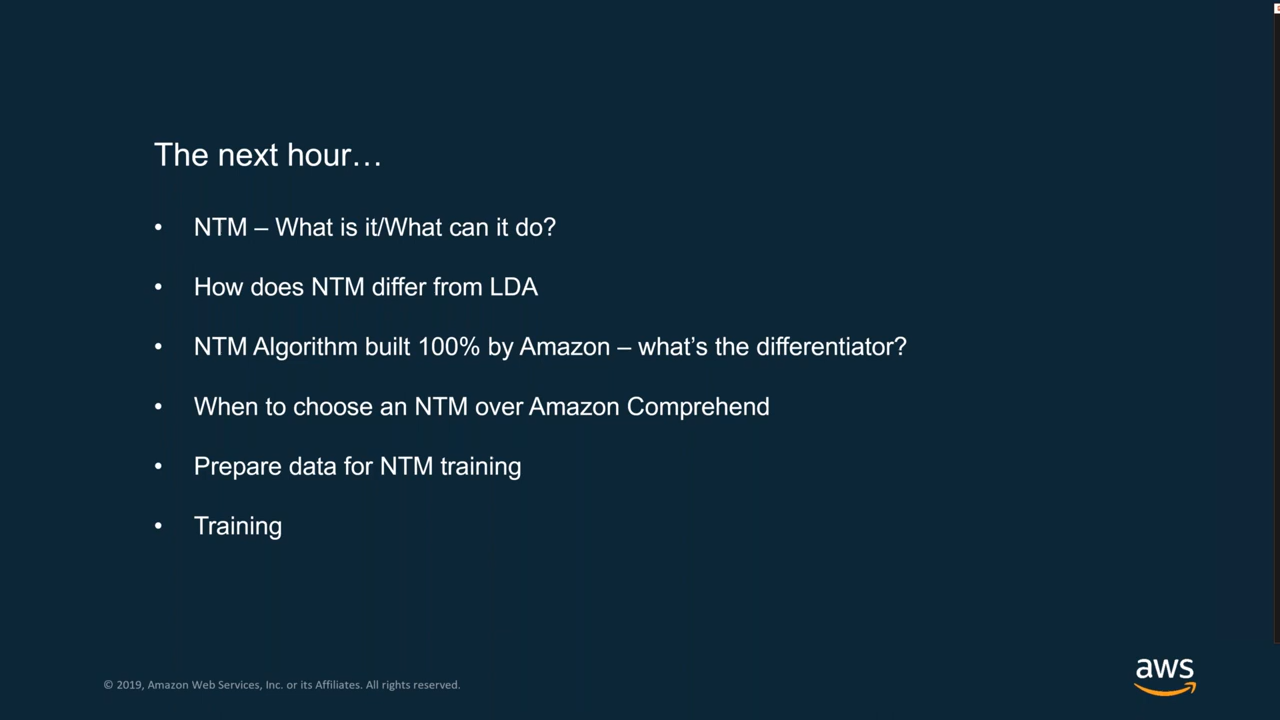 The next hour…
• NTM – What is it/What can it do?
• How does NTM differ from LDA
• NTM Algorithm built 100% by Amazon – what’s the differentiator?
• When to choose an NTM over Amazon Comprehend
• Prepare data for NTM training
• Training
© 2019, Amazon Web Services, Inc. or its Affiliates. All rights reserved.
aws